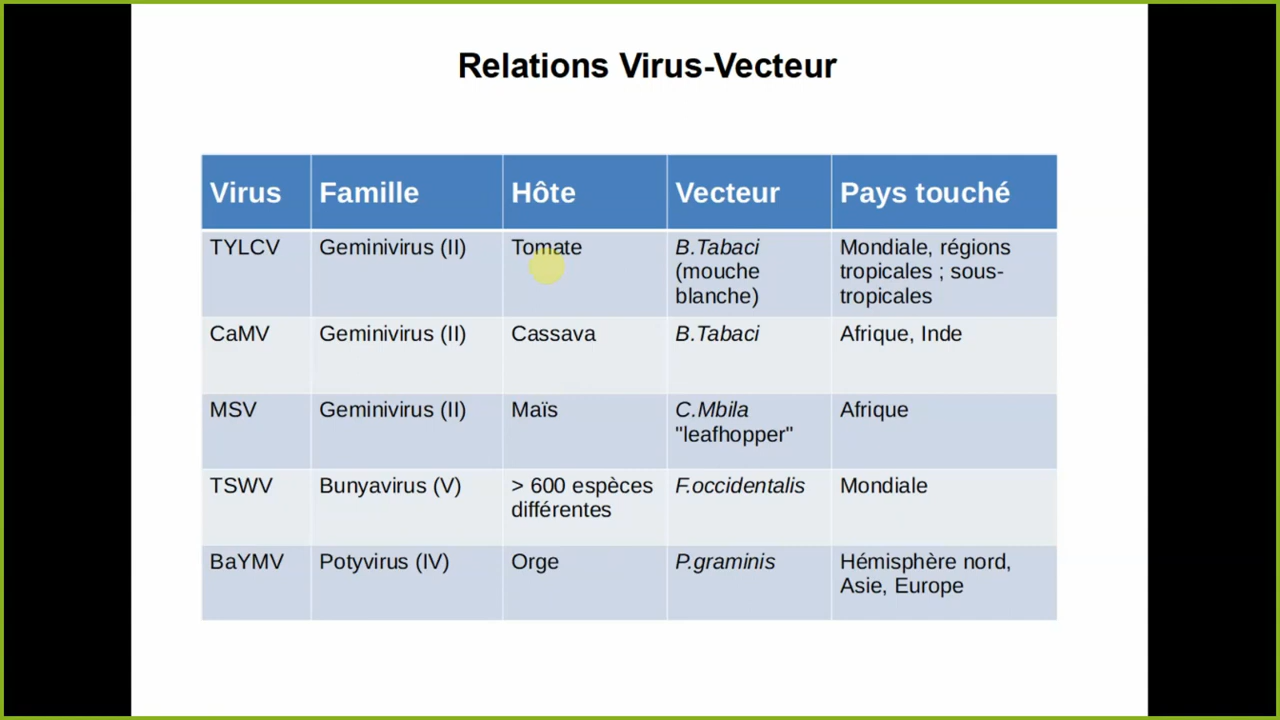 Relations Virus-Vecteur
Virus Famille Hôte Vecteur Pays touché
TYLCV Geminivirus (II) Tomate B.Tabaci (mouche blanche) Mondiale, régions tropicales ; sous-tropicales
CaMV Geminivirus (II) Cassava B.Tabaci Afrique, Inde
MSV Geminivirus (II) Maïs C.Mbila "leafhopper" Afrique
TSWV Bunyavirus (V) > 600 espèces différentes F.occidentalis Mondiale
BaYMV Potyvirus (IV) Orge P.graminis Hémisphère nord, Asie, Europe